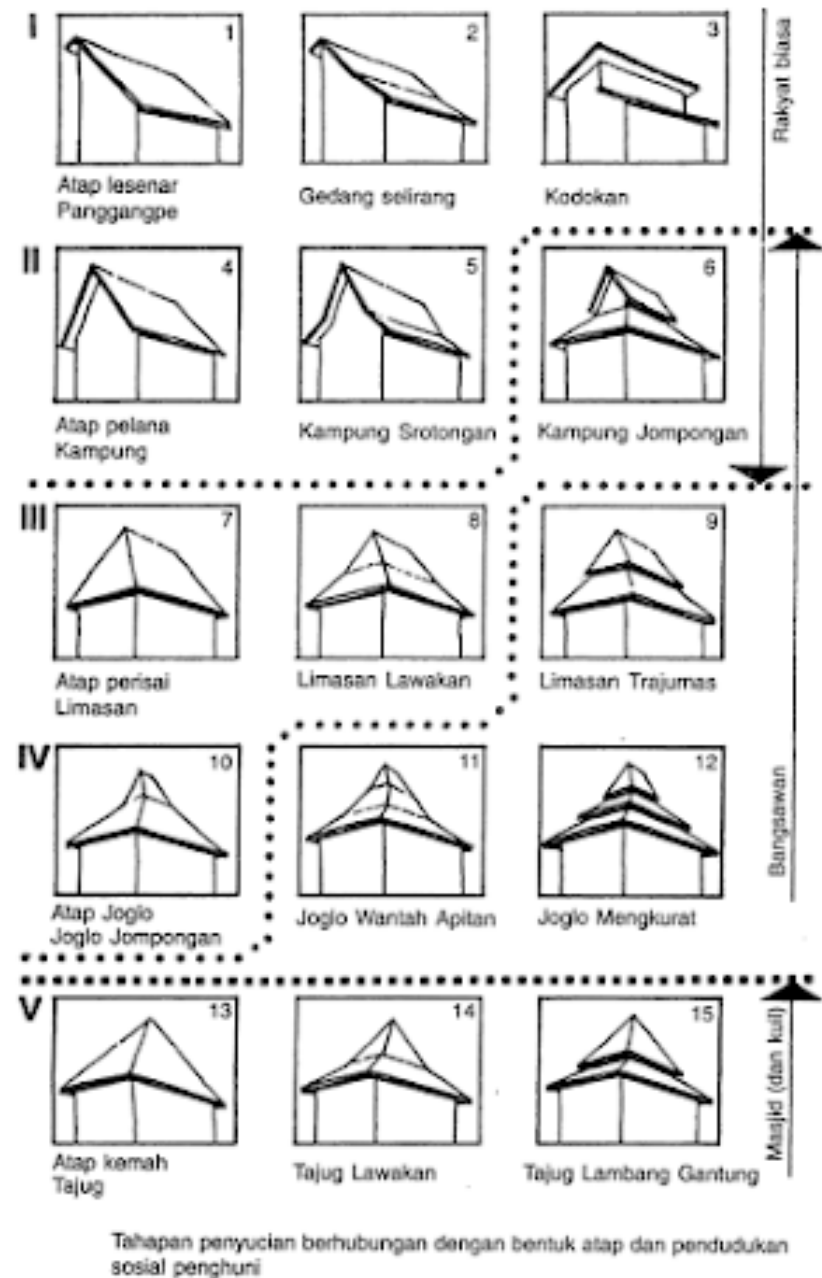 I
1
2
3
Atap lesenar
Panggangpe
Gedang selirang
Kodokan
Rakyat biasa
II
4
5
6
Atap pelana
Kampung
Kampung Srotongan
Kampung Jompongan
III
7
8
9
Atap perisai
Limasan
Limasan Lawakan
Limasan Trajumas
IV
10
11
12
Atap Joglo
Joglo Jompongan
Joglo Wantah Apitan
Joglo Mengkurat
Bangsawan
V
13
14
15
Atap kemah
Tajug
Tajug Lawakan
Tajug Lambang Gantung
Masjid (dan kuil)
Tahapan penyucian berhubungan dengan bentuk atap dan pendudukan
sosial penghuni